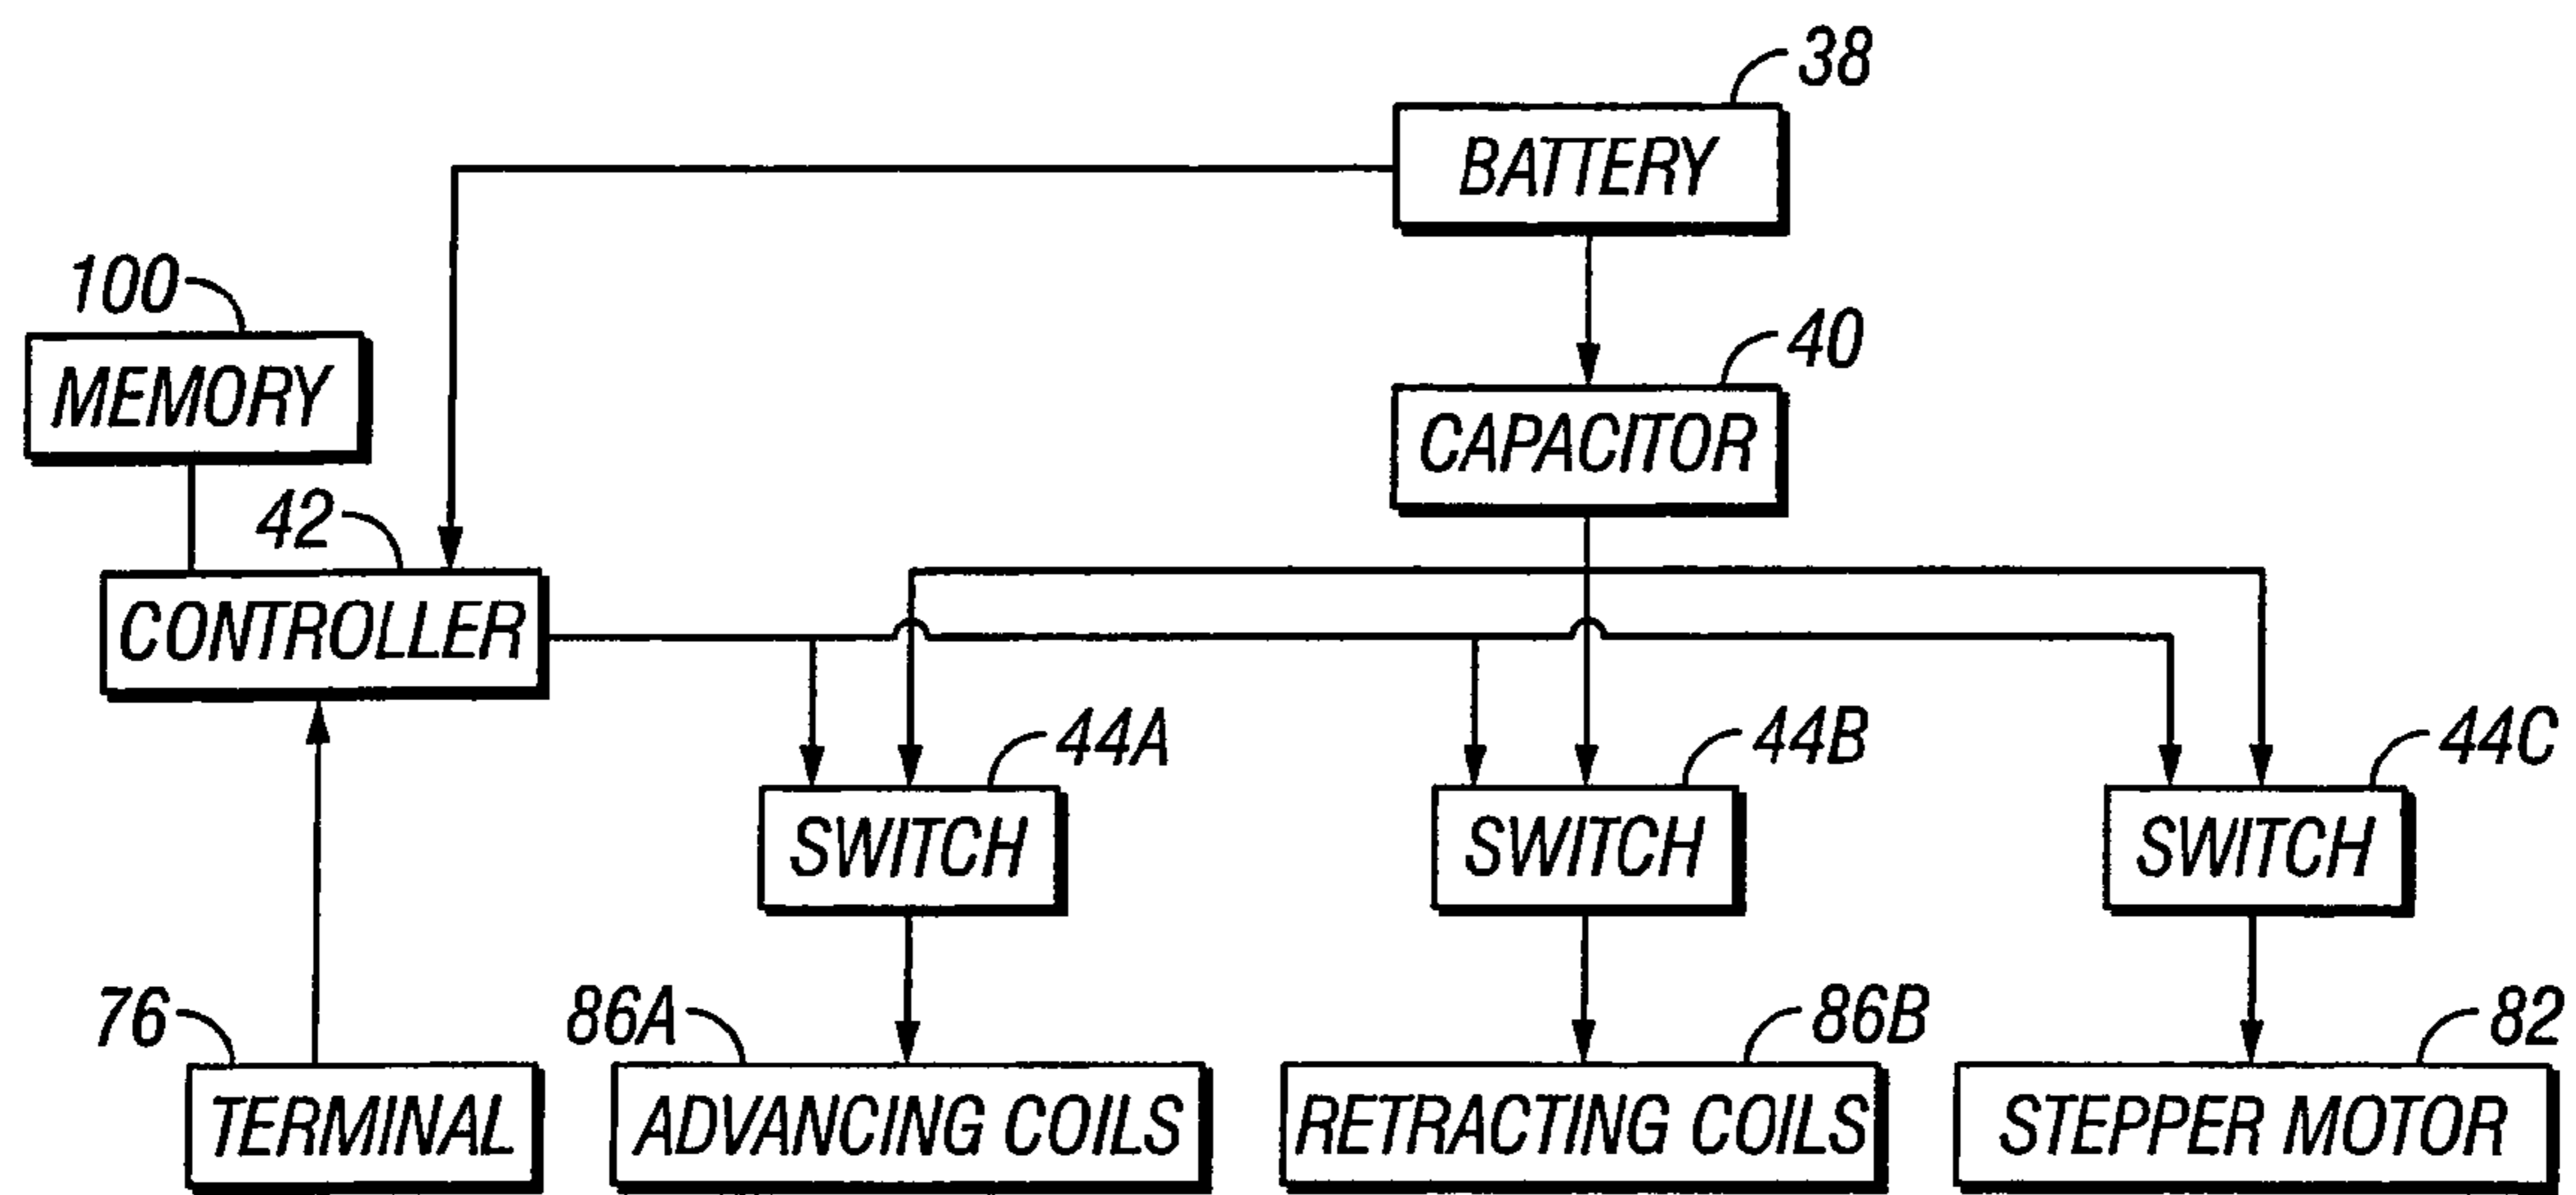 38
BATTERY
100
MEMORY
40
CAPACITOR
42
CONTROLLER
44A
SWITCH
44B
SWITCH
44C
SWITCH
76
TERMINAL
86A
ADVANCING COILS
86B
RETRACTING COILS
82
STEPPER MOTOR